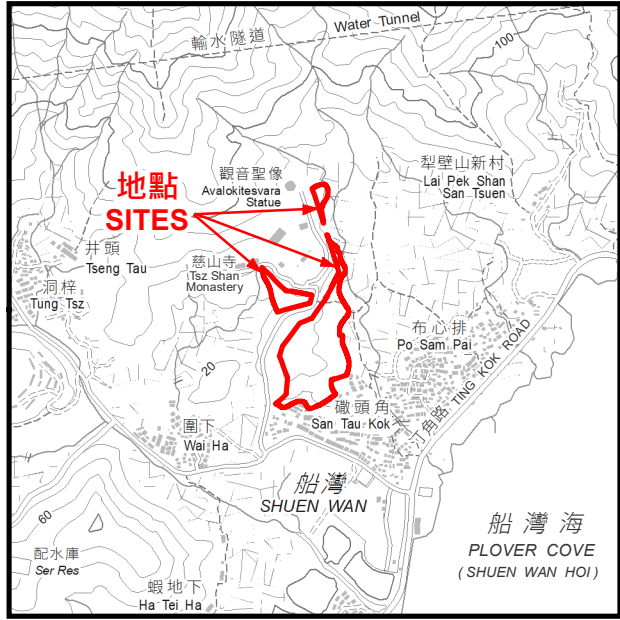 Water Tunnel
輸水隧道
100
觀音聖像
Avalokitesvara
Statue
犁壁山新村
Lai Pek Shan
San Tsuen
地點
SITES
井頭
Tseng Tau
慈山寺
Tsz Shan
Monastery
洞梓
Tung Tsz
布心排
Po Sam Pai
汀角路 TING KOK ROAD
20
䃟頭角
San Tau Kok
圍下
Wai Ha
船灣
SHUEN WAN
60
船灣海
PLOVER COVE
( SHUEN WAN HOI )
配水庫
Ser Res
蝦地下
Ha Tei Ha